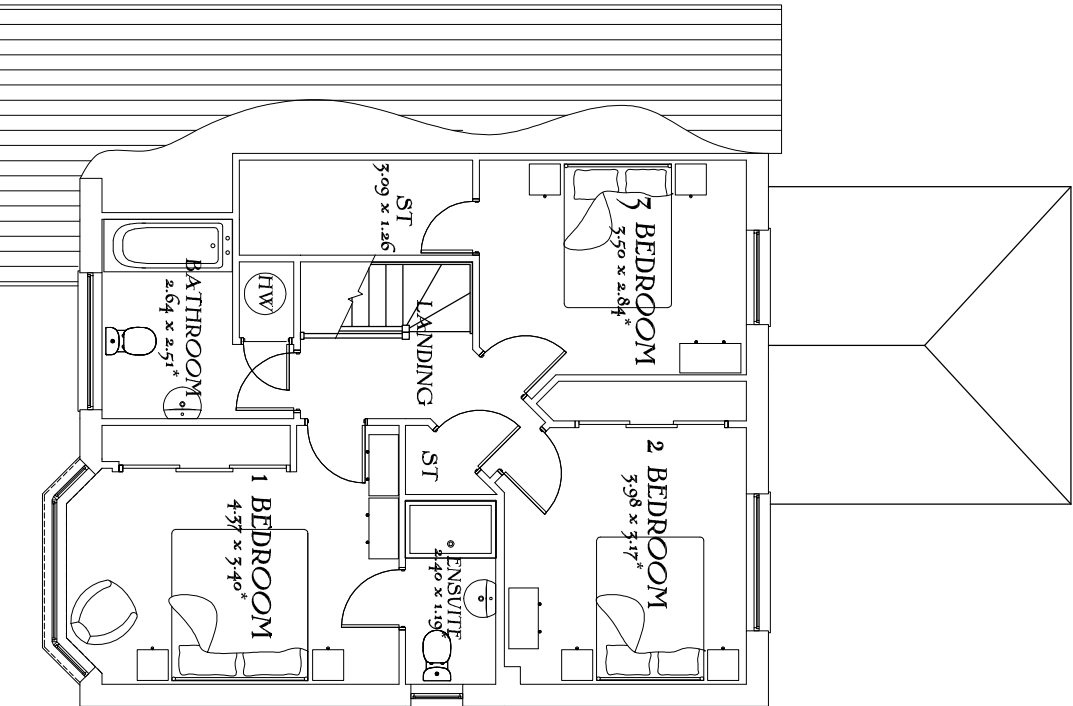 ST
3.09 x 1.26
3 BEDROOM
3.50 x 2.84*
BATHROOM
2.64 x 2.51*
HW
LANDING
ST
1 BEDROOM
4.37 x 3.40*
ENSUITE
2.40 x 1.19*
2 BEDROOM
3.98 x 3.17*